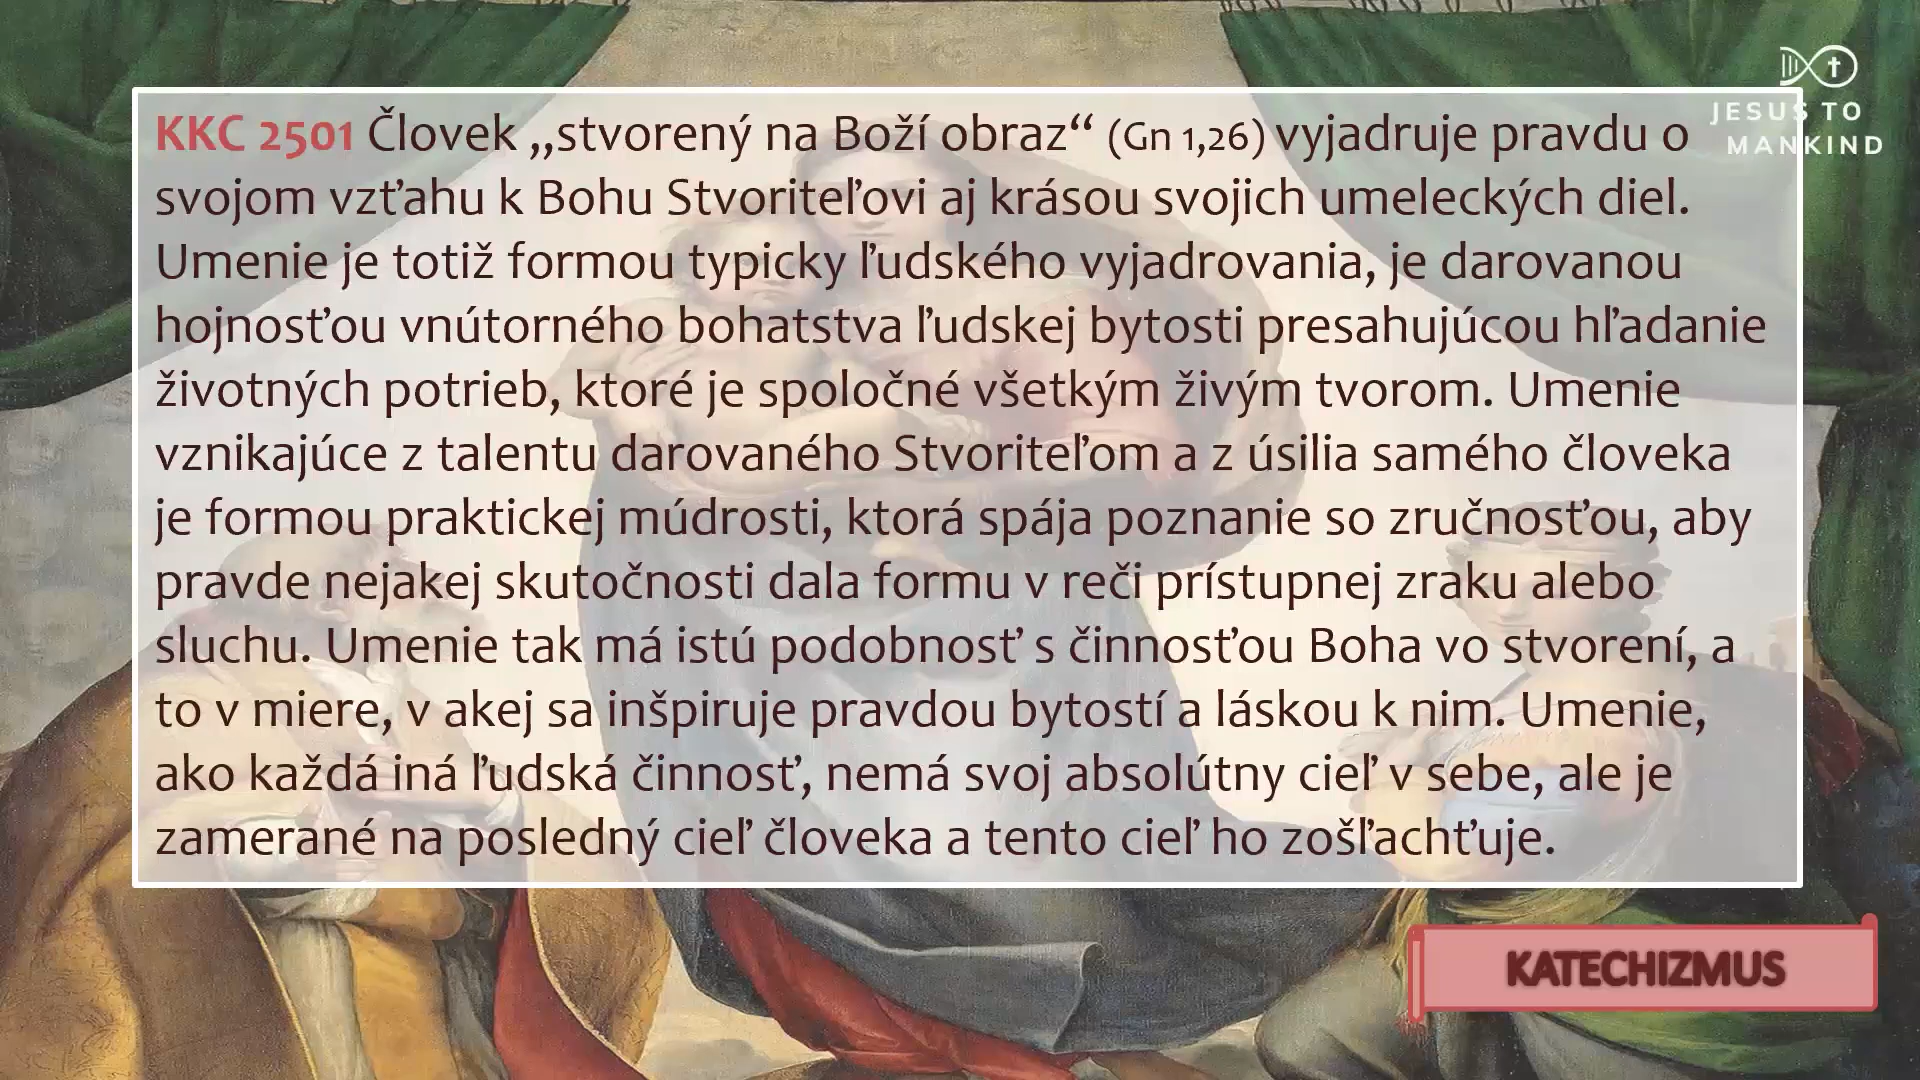 JESUS TO
MANKIND
KKC 2501 Človek „stvorený na Boží obraz“ (Gn 1,26) vyjadruje pravdu o
svojom vzťahu k Bohu Stvoriteľovi aj krásou svojich umeleckých diel.
Umenie je totiž formou typicky ľudského vyjadrovania, je darovanou
hojnosťou vnútorného bohatstva ľudskej bytosti presahujúcou hľadanie
životných potrieb, ktoré je spoločné všetkým živým tvorom. Umenie
vznikajúce z talentu darovaného Stvoriteľom a z úsilia samého človeka
je formou praktickej múdrosti, ktorá spája poznanie so zručnosťou, aby
pravde nejakej skutočnosti dala formu v reči prístupnej zraku alebo
sluchu. Umenie tak má istú podobnosť s činnosťou Boha vo stvorení, a
to v miere, v akej sa inšpiruje pravdou bytostí a láskou k nim. Umenie,
ako každá iná ľudská činnosť, nemá svoj absolútny cieľ v sebe, ale je
zamerané na posledný cieľ človeka a tento cieľ ho zošľachťuje.
KATECHIZMUS